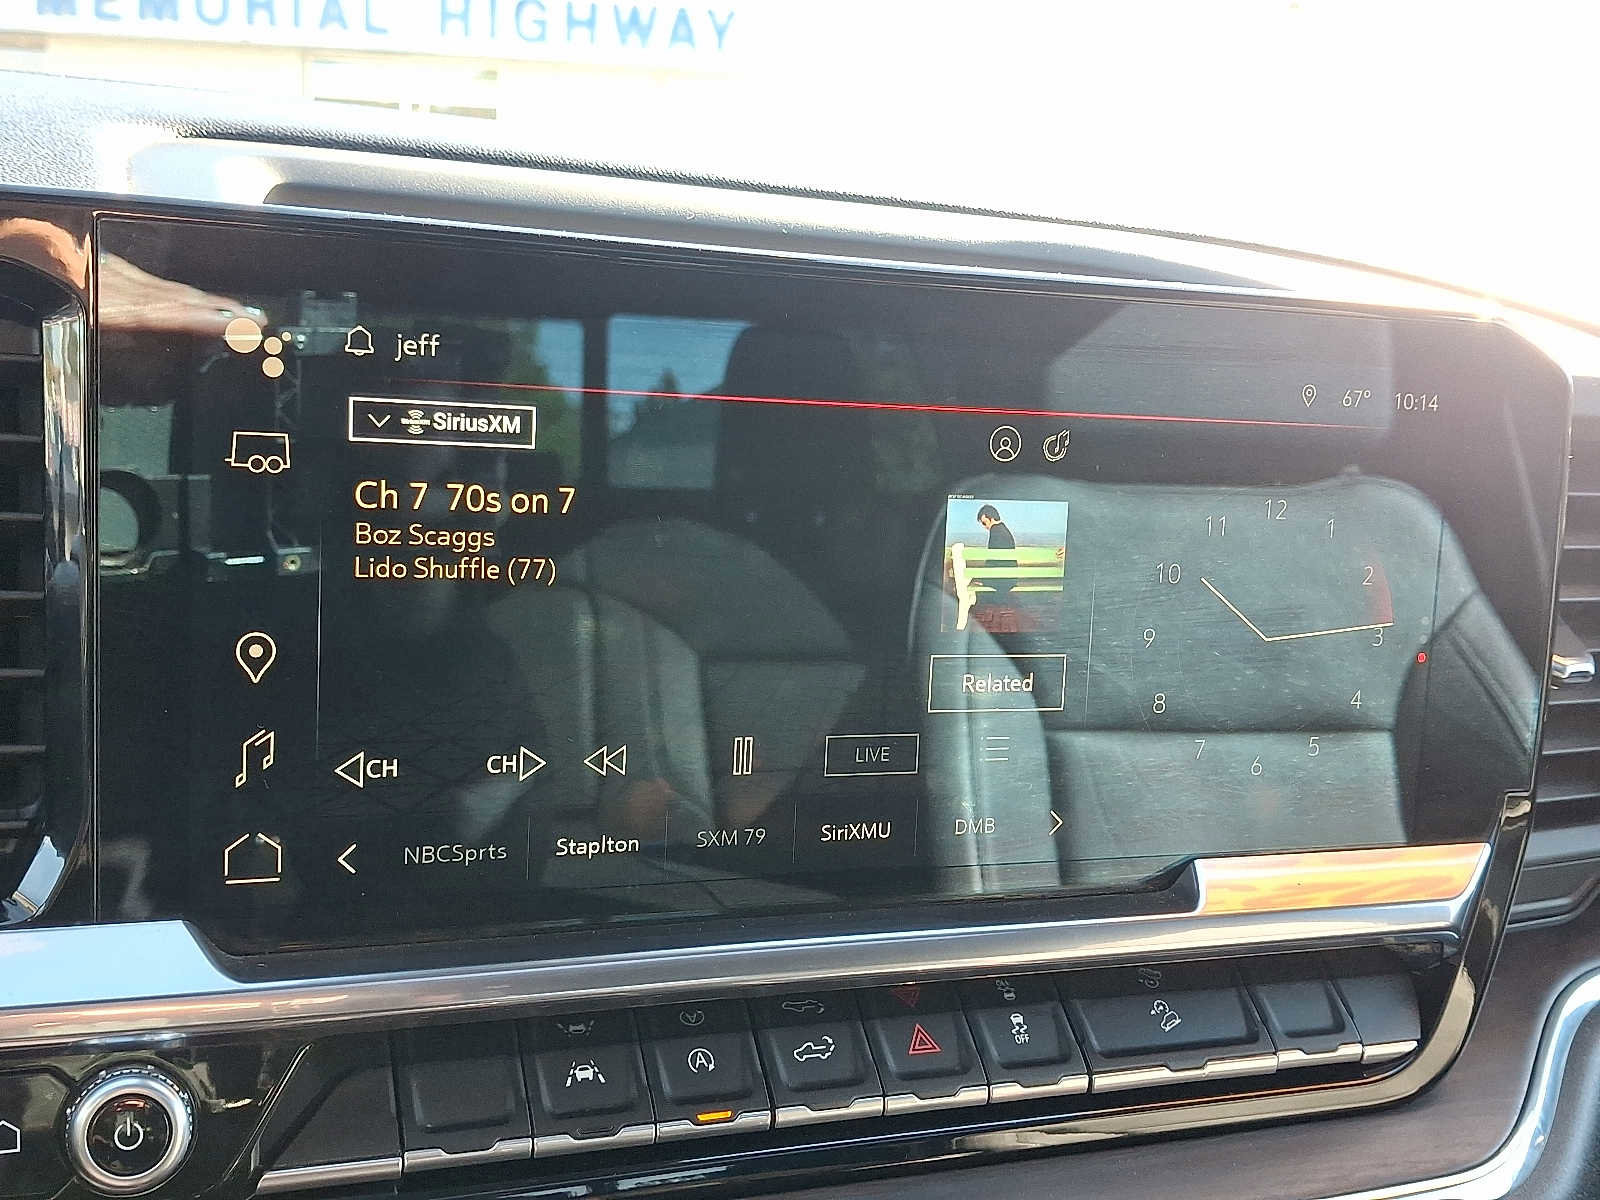 MEMORIAL HIGHWAY
jeff
67° 10:14
SiriusXM
Ch 7 70s on 7
Boz Scaggs
Lido Shuffle (77)
12
11 1
10 2
9 3
8 4
7 5
6
Related
CH CH LIVE
NBCSprts Staplton SXM 79 SiriXMU DMB
A
OFF